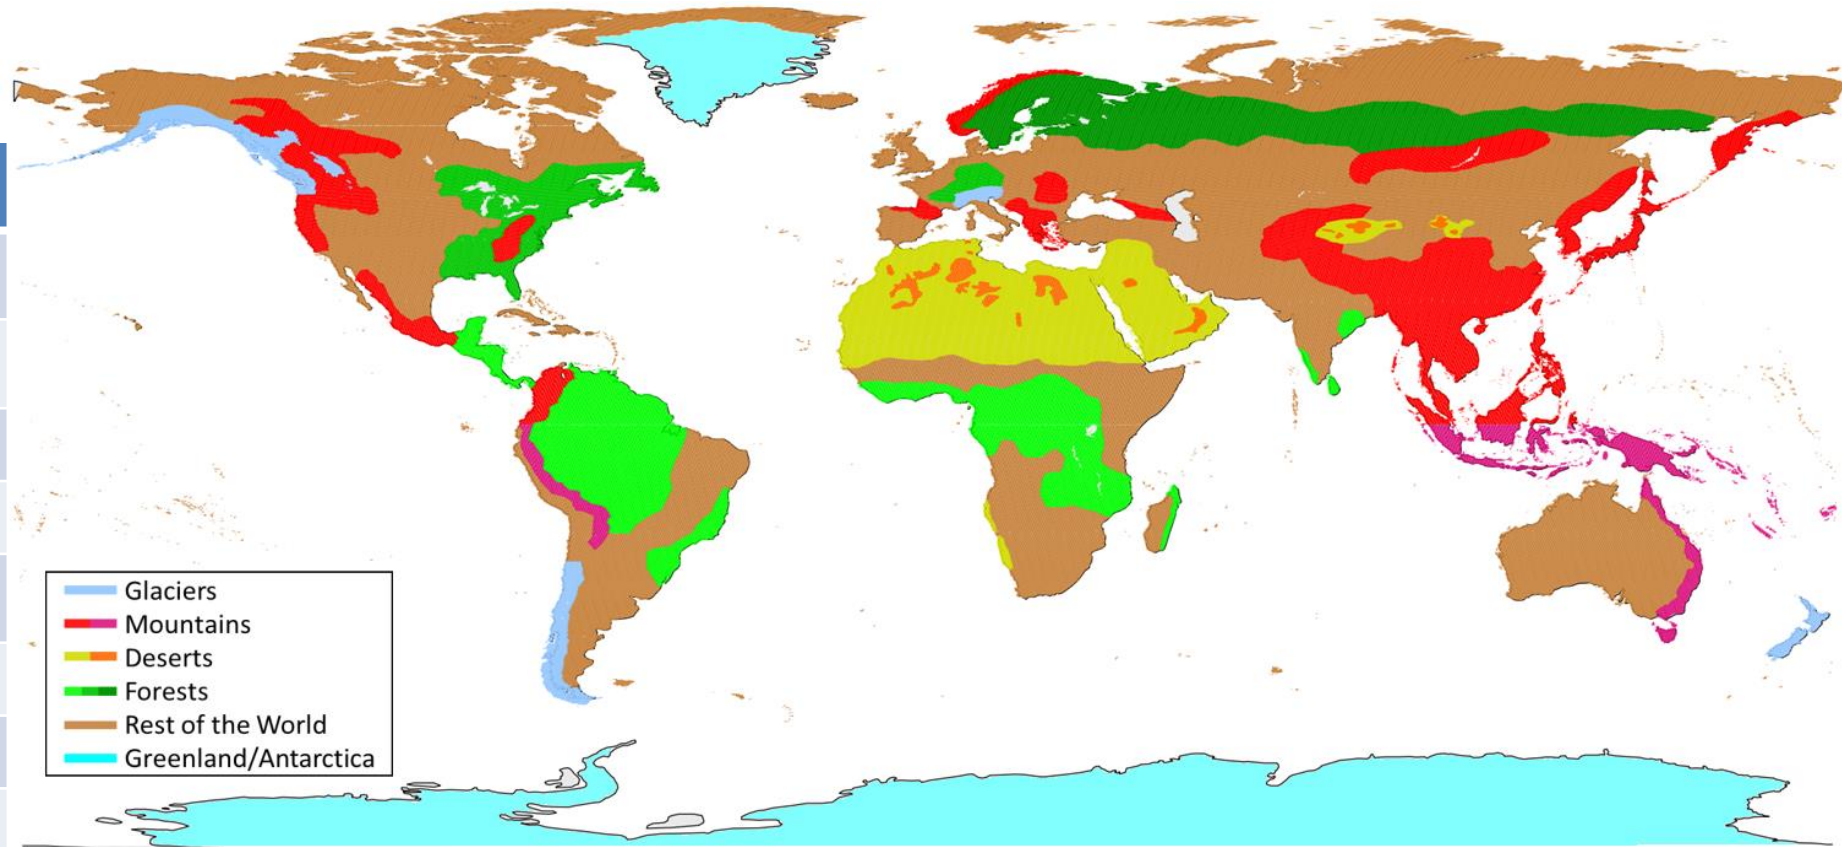 Glaciers
Mountains
Deserts
Forests
Rest of the World
Greenland/Antarctica